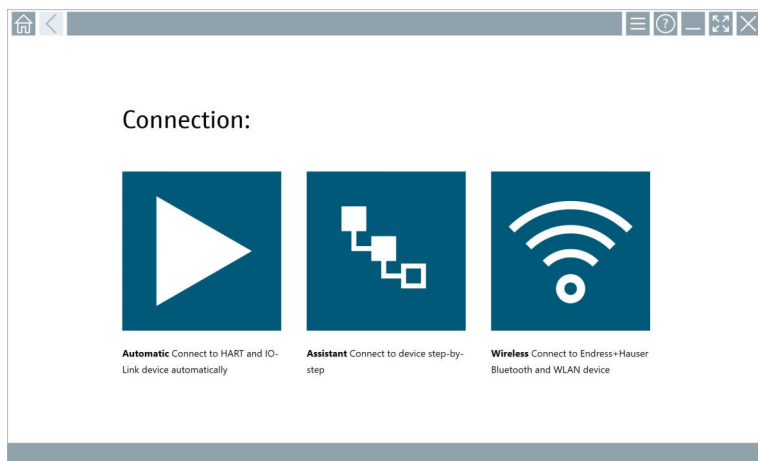 Connection:
Automatic Connect to HART and IO-
Link device automatically
Assistant Connect to device step-by-
step
Wireless Connect to Endress+Hauser
Bluetooth and WLAN device